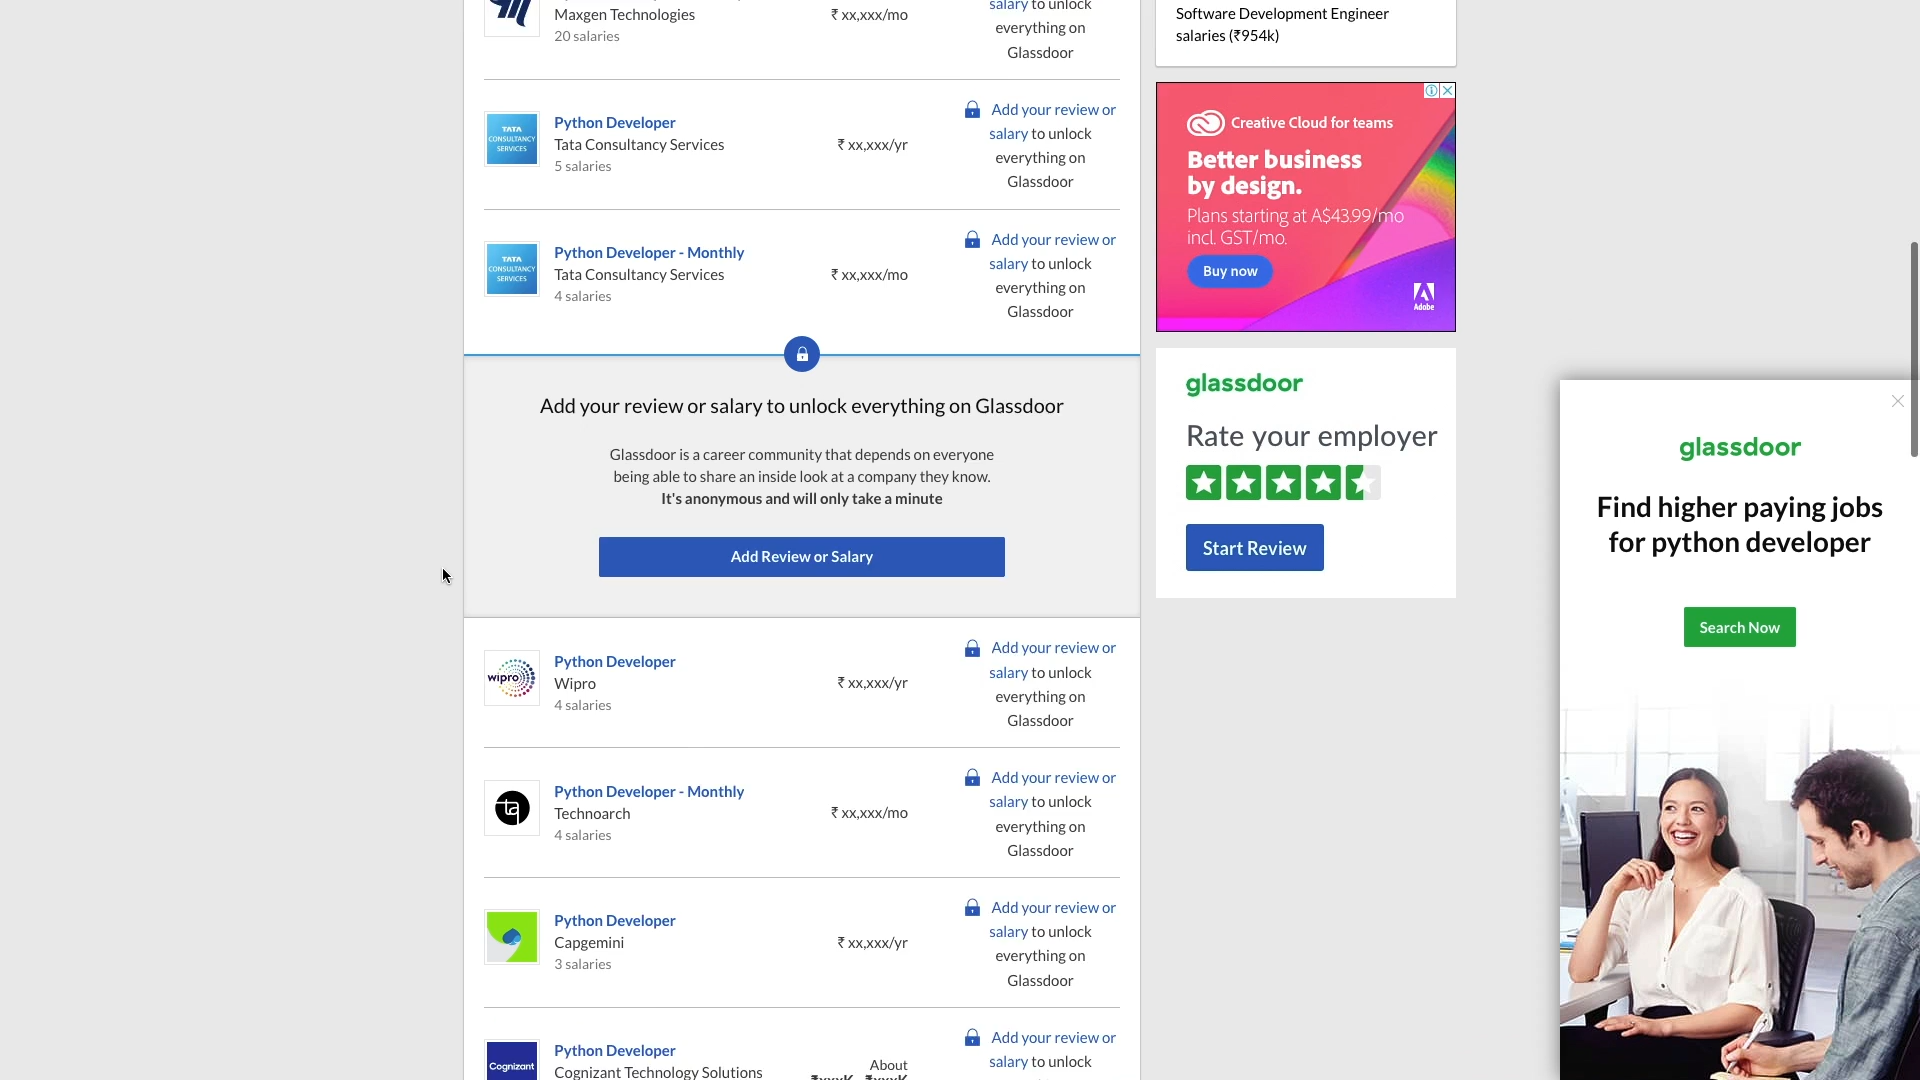 Maxgen Technologies
20 salaries
₹ xx,xxx/mo
salary to unlock
everything on
Glassdoor
TATA
CONSULTANCY
SERVICES
Python Developer
Tata Consultancy Services
5 salaries
₹ xx,xxx/yr
Add your review or
salary to unlock
everything on
Glassdoor
TATA
CONSULTANCY
SERVICES
Python Developer - Monthly
Tata Consultancy Services
4 salaries
₹ xx,xxx/mo
Add your review or
salary to unlock
everything on
Glassdoor
Add your review or salary to unlock everything on Glassdoor
Glassdoor is a career community that depends on everyone
being able to share an inside look at a company they know.
It's anonymous and will only take a minute
Add Review or Salary
wipro
Python Developer
Wipro
4 salaries
₹ xx,xxx/yr
Add your review or
salary to unlock
everything on
Glassdoor
ta
Python Developer - Monthly
Technoarch
4 salaries
₹ xx,xxx/mo
Add your review or
salary to unlock
everything on
Glassdoor
Python Developer
Capgemini
3 salaries
₹ xx,xxx/yr
Add your review or
salary to unlock
everything on
Glassdoor
Cognizant
Python Developer
Cognizant Technology Solutions
About
Add your review or
salary to unlock
Software Development Engineer
salaries (₹954k)
Creative Cloud for teams
Better business
by design.
Plans starting at A$43.99/mo
incl. GST/mo.
Buy now
Adobe
glassdoor
Rate your employer
Start Review
glassdoor
Find higher paying jobs
for python developer
Search Now